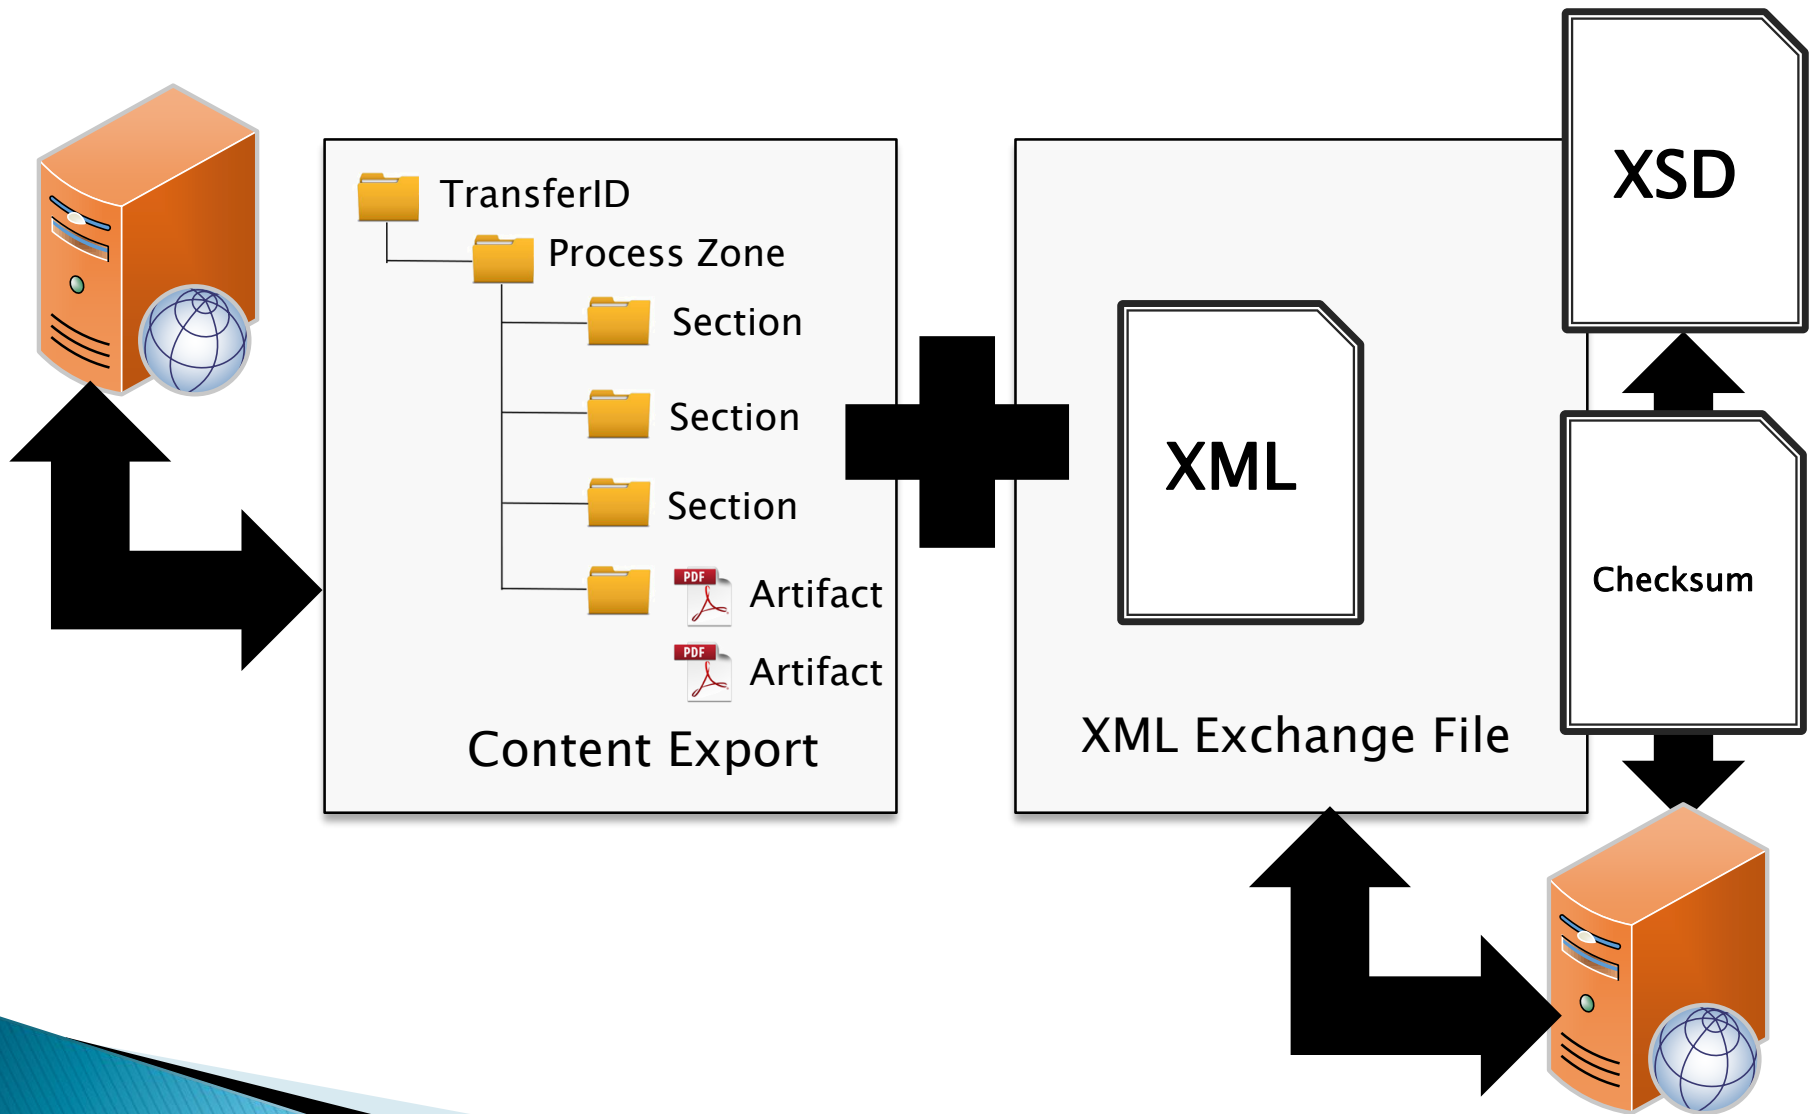 TransferID
Process Zone
Section
Section
Section
PDF
Artifact
PDF
Artifact
Content Export
XML
XML Exchange File
XSD
Checksum